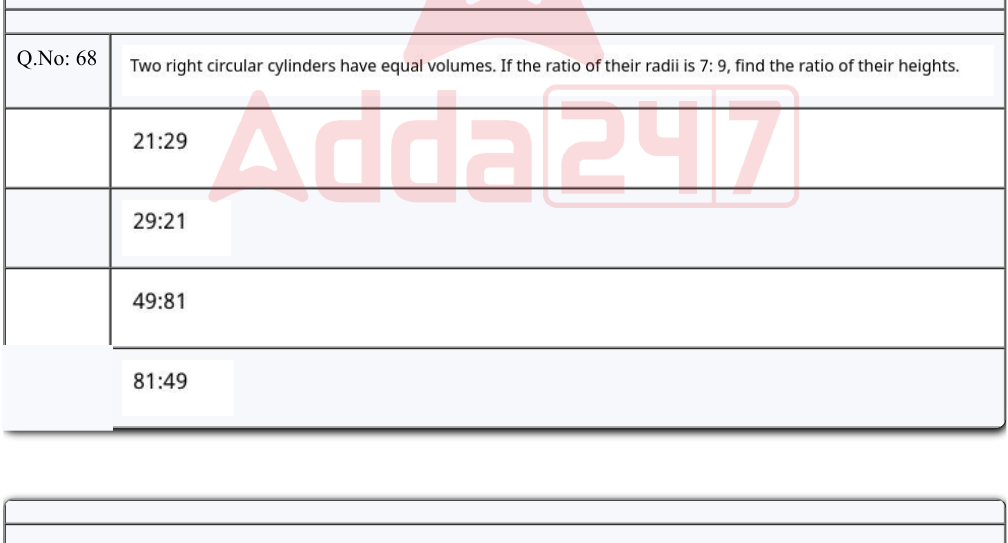 Q.No: 68
Two right circular cylinders have equal volumes. If the ratio of their radii is 7: 9, find the ratio of their heights.
Adda247
21:29
29:21
49:81
81:49